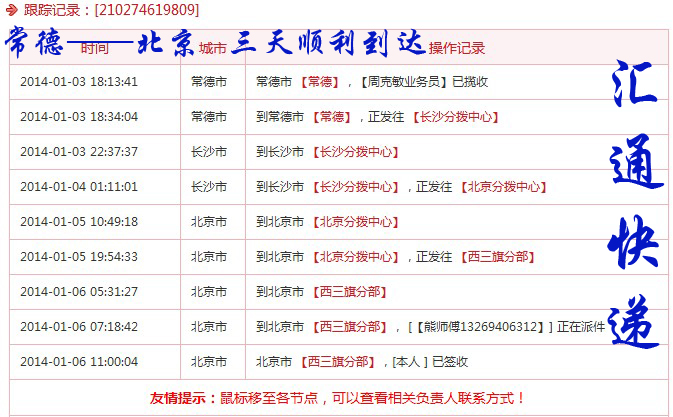 跟踪记录：[210274619809]
常德——北京 三天顺利到达
时间 城市 操作记录
2014-01-03 18:13:41 常德市 常德市【常德】，【周克敏业务员】已揽收
2014-01-03 18:34:04 常德市 到常德市【常德】，正发往【长沙分拨中心】
2014-01-03 22:37:37 长沙市 到长沙市【长沙分拨中心】
2014-01-04 01:11:01 长沙市 到长沙市【长沙分拨中心】，正发往【北京分拨中心】
2014-01-05 10:49:18 北京市 到北京市【北京分拨中心】
2014-01-05 19:54:33 北京市 到北京市【北京分拨中心】，正发往【西三旗分部】
2014-01-06 05:31:27 北京市 到北京市【西三旗分部】
2014-01-06 07:18:42 北京市 到北京市【西三旗分部】，[【熊师傅13269406312】] 正在派件
2014-01-06 11:00:04 北京市 北京市【西三旗分部】,[本人 ] 已签收
友情提示：鼠标移至各节点，可以查看相关负责人联系方式！
汇通快递